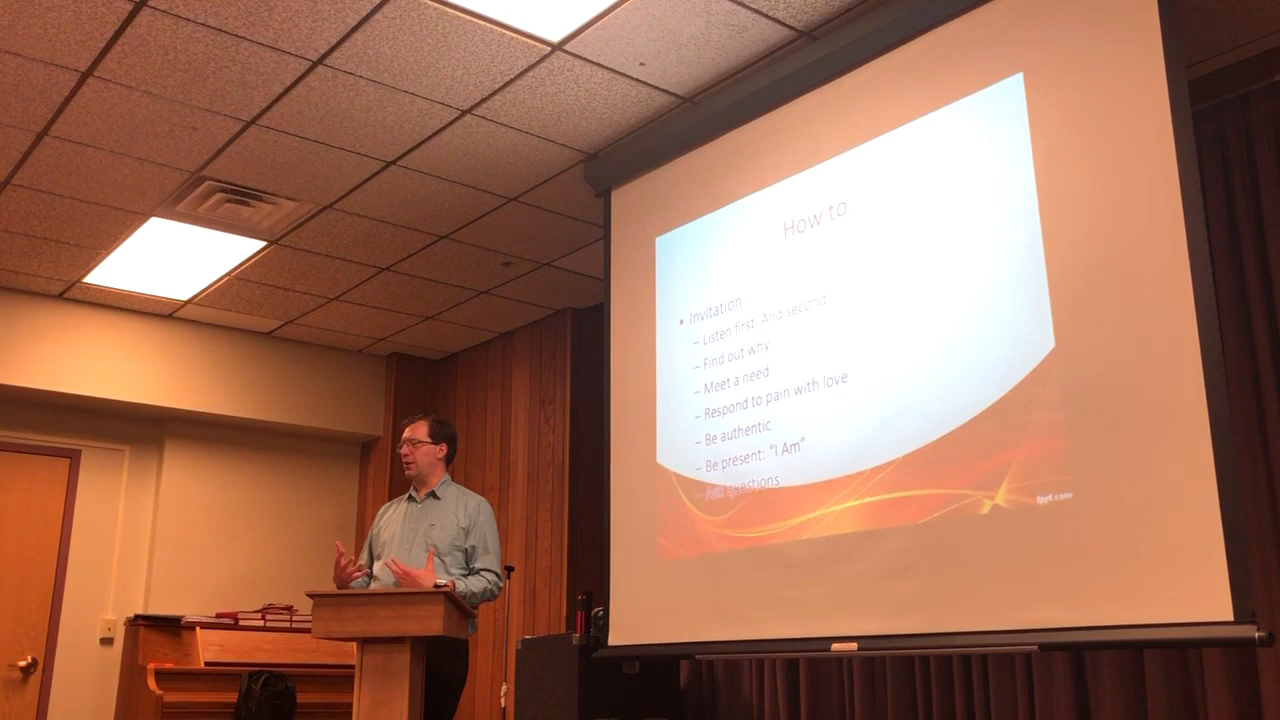 How to
• Invitation
– Listen first. And second
– Find out why
– Meet a need
– Respond to pain with love
– Be authentic
– Be present: “I Am”
– Ask questions
fppt.com